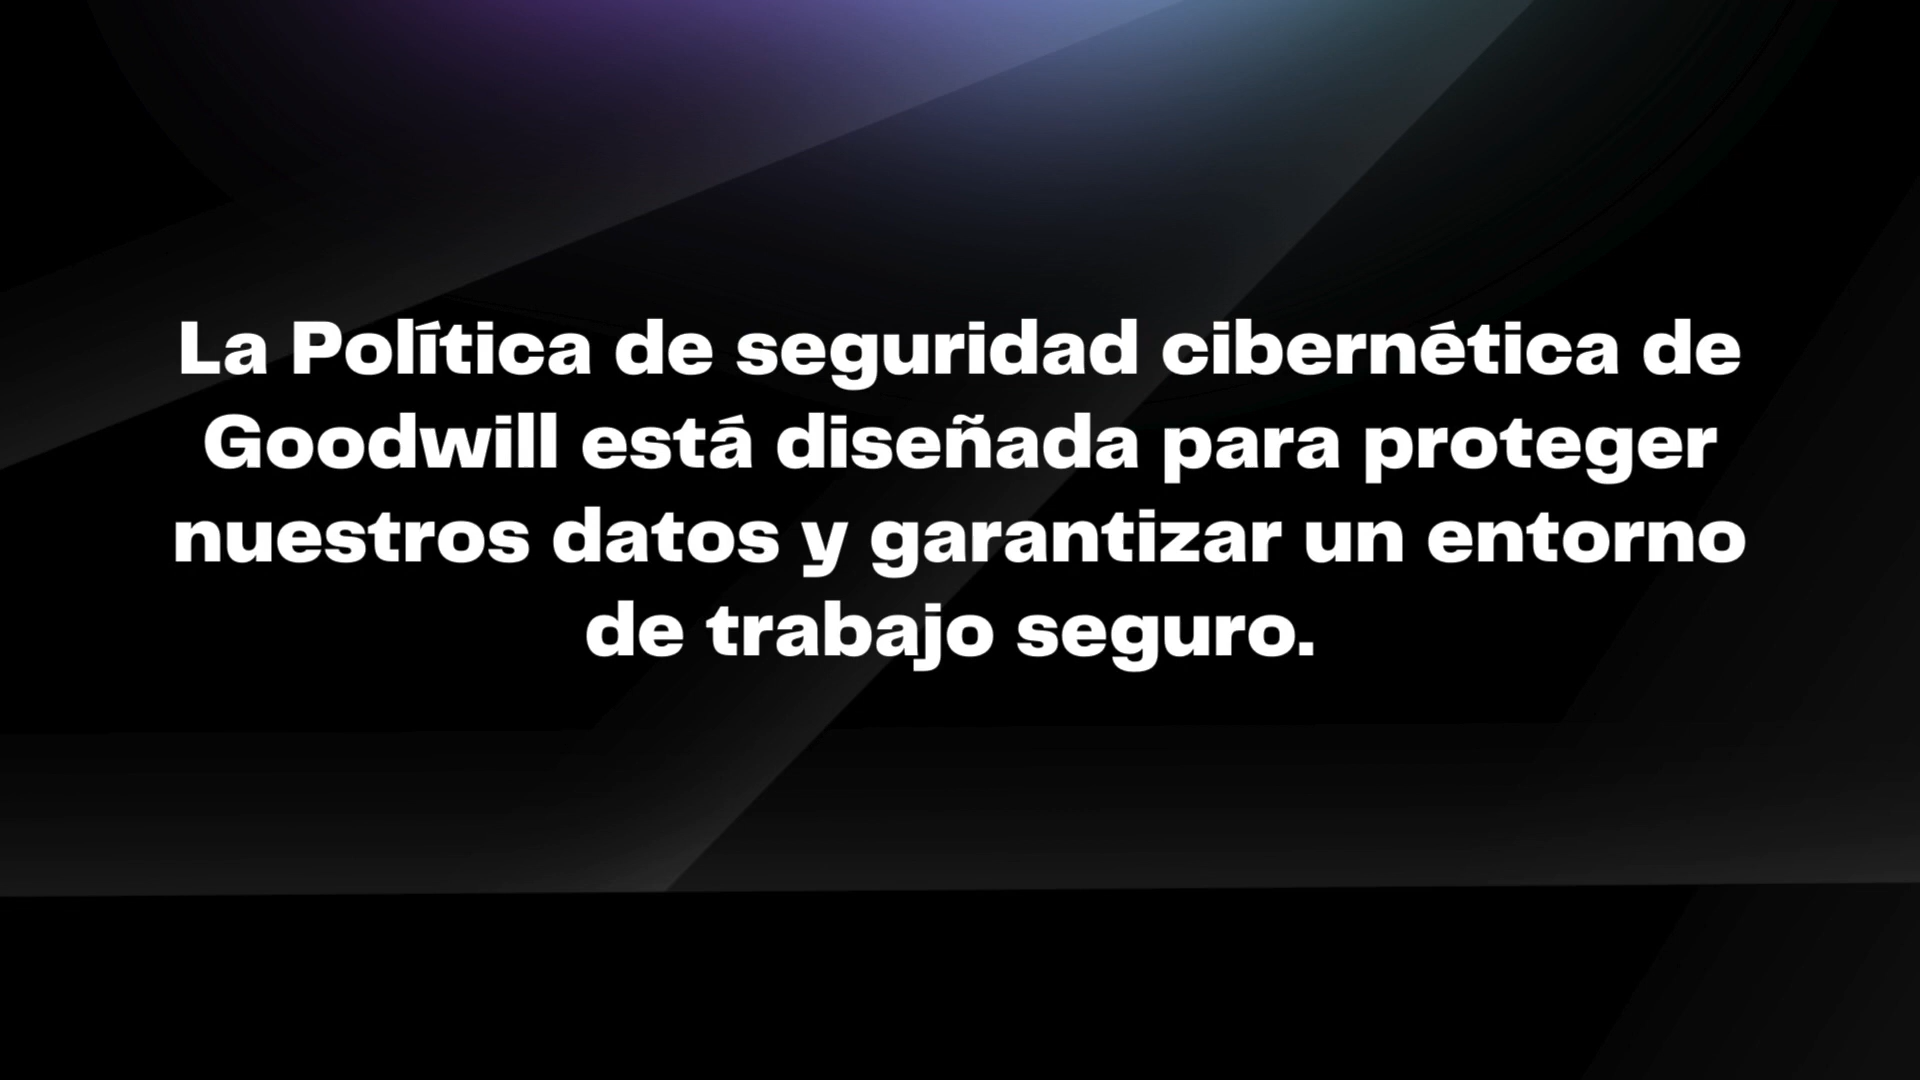 La Política de seguridad cibernética de
Goodwill está diseñada para proteger
nuestros datos y garantizar un entorno
de trabajo seguro.